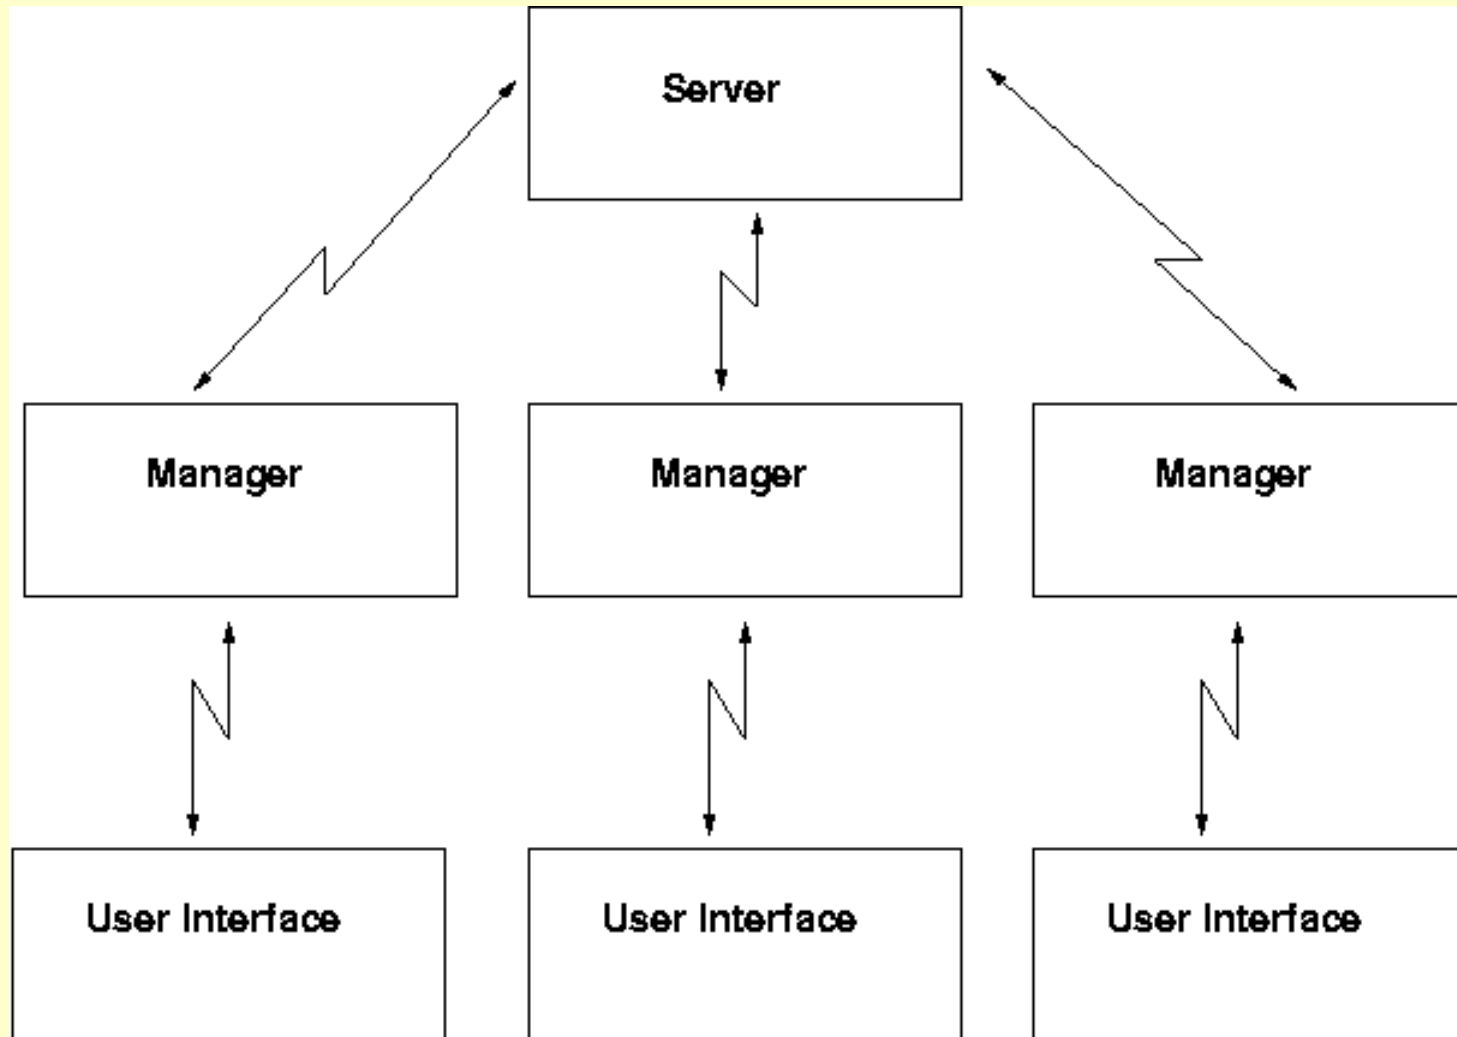 Server
Manager
Manager
Manager
User Interface
User Interface
User Interface